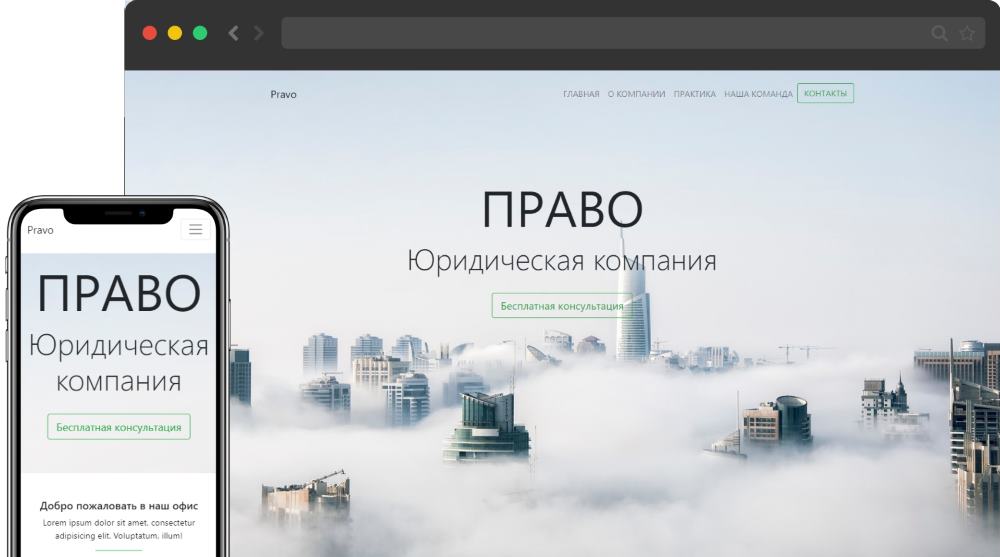 Pravo
ГЛАВНАЯ О КОМПАНИИ ПРАКТИКА НАША КОМАНДА КОНТАКТЫ
ПРАВО
Юридическая компания
Бесплатная консультация
Pravo
ПРАВО
Юридическая
компания
Бесплатная консультация
Добро пожаловать в наш офис
Lorem ipsum dolor sit amet, consectetur
adipisicing elit. Voluptatum, illum!